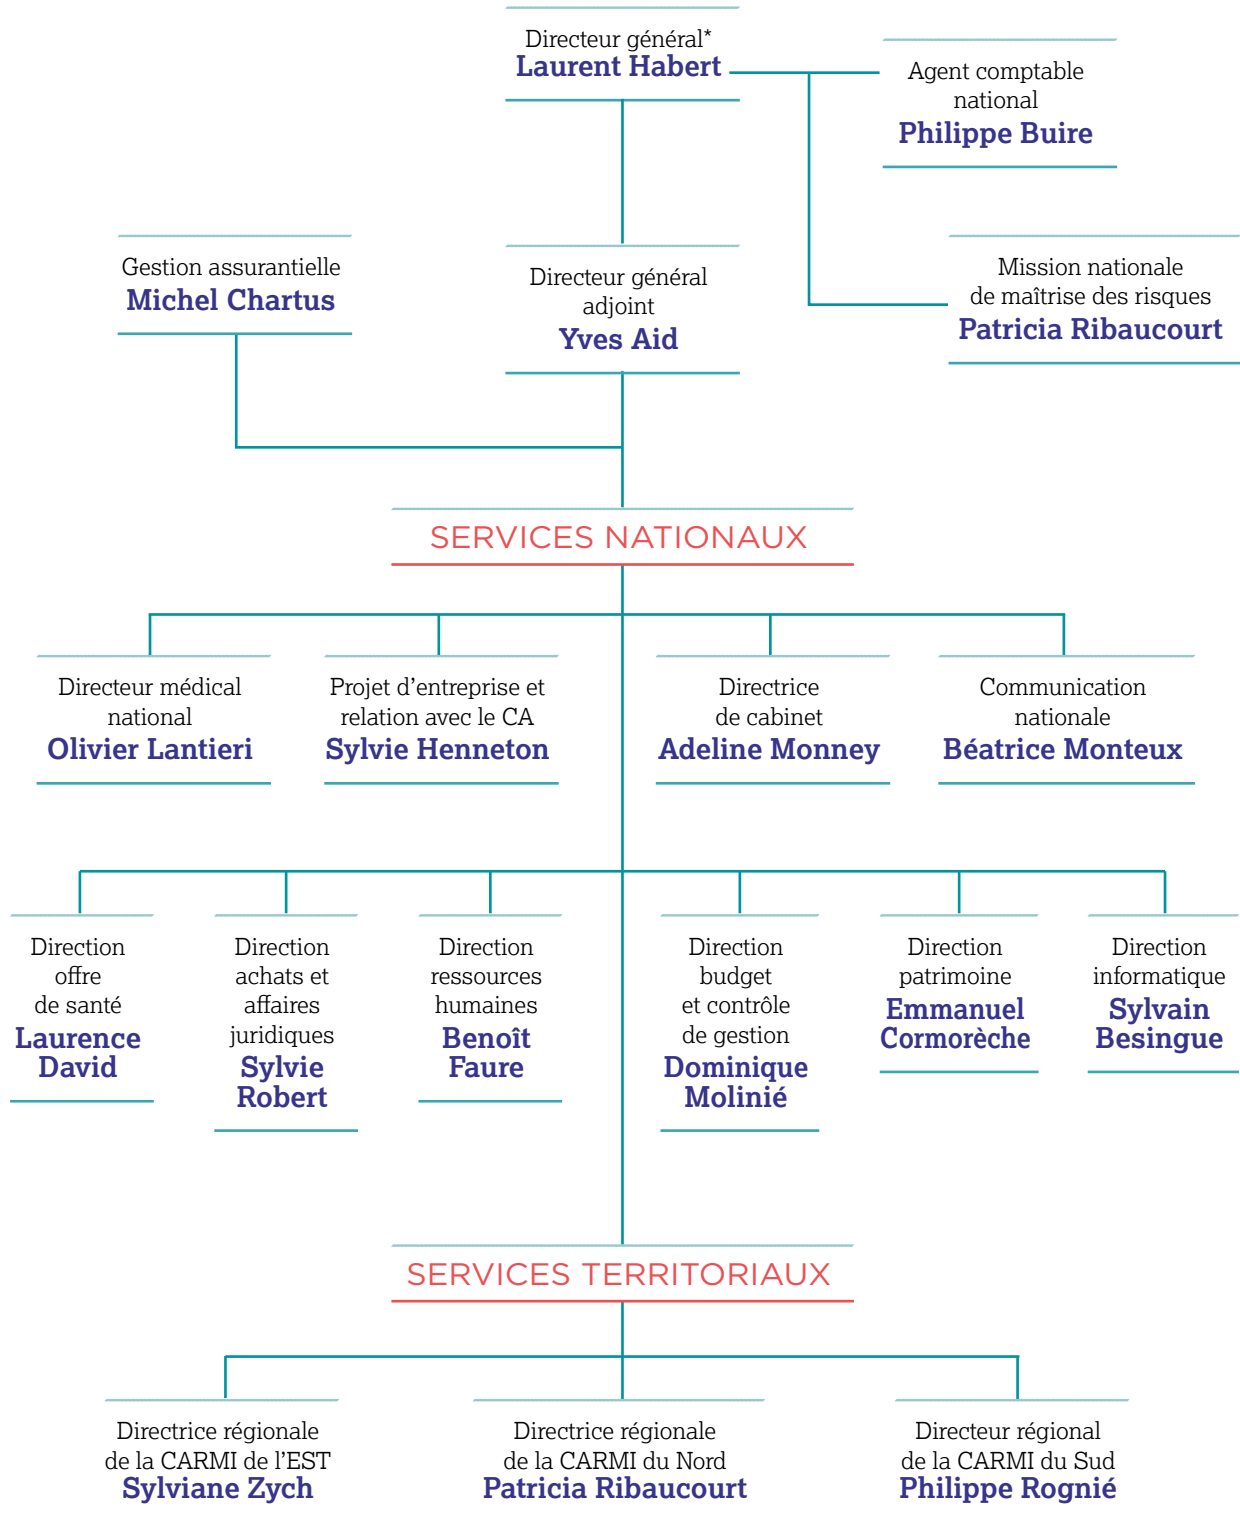 Directeur général*
Laurent Habert
Agent comptable
national
Philippe Buire
Gestion assurantielle
Michel Chartus
Directeur général
adjoint
Yves Aid
Mission nationale
de maîtrise des risques
Patricia Ribaucourt
SERVICES NATIONAUX
Directeur médical
national
Olivier Lantieri
Projet d'entreprise et
relation avec le CA
Sylvie Henneton
Directrice
de cabinet
Adeline Monney
Communication
nationale
Béatrice Monteux
Direction
offre
de santé
Laurence
David
Direction
achats et
affaires
juridiques
Sylvie
Robert
Direction
ressources
humaines
Benoît
Faure
Direction
budget
et contrôle
de gestion
Dominique
Molinié
Direction
patrimoine
Emmanuel
Cormorèche
Direction
informatique
Sylvain
Besingue
SERVICES TERRITORIAUX
Directrice régionale
de la CARMI de l'EST
Sylviane Zych
Directrice régionale
de la CARMI du Nord
Patricia Ribaucourt
Directeur régional
de la CARMI du Sud
Philippe Rognié